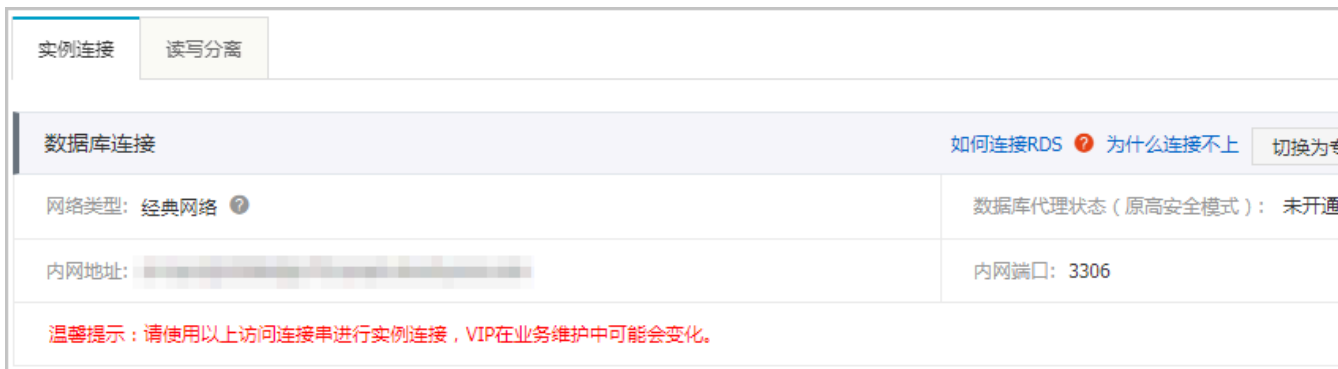 实例连接 读写分离
数据库连接 如何连接RDS ? 为什么连接不上 切换为
网络类型: 经典网络 ? 数据库代理状态（原高安全模式）: 未开通
内网地址: 内网端口: 3306
温馨提示：请使用以上访问连接串进行实例连接，VIP在业务维护中可能会变化。